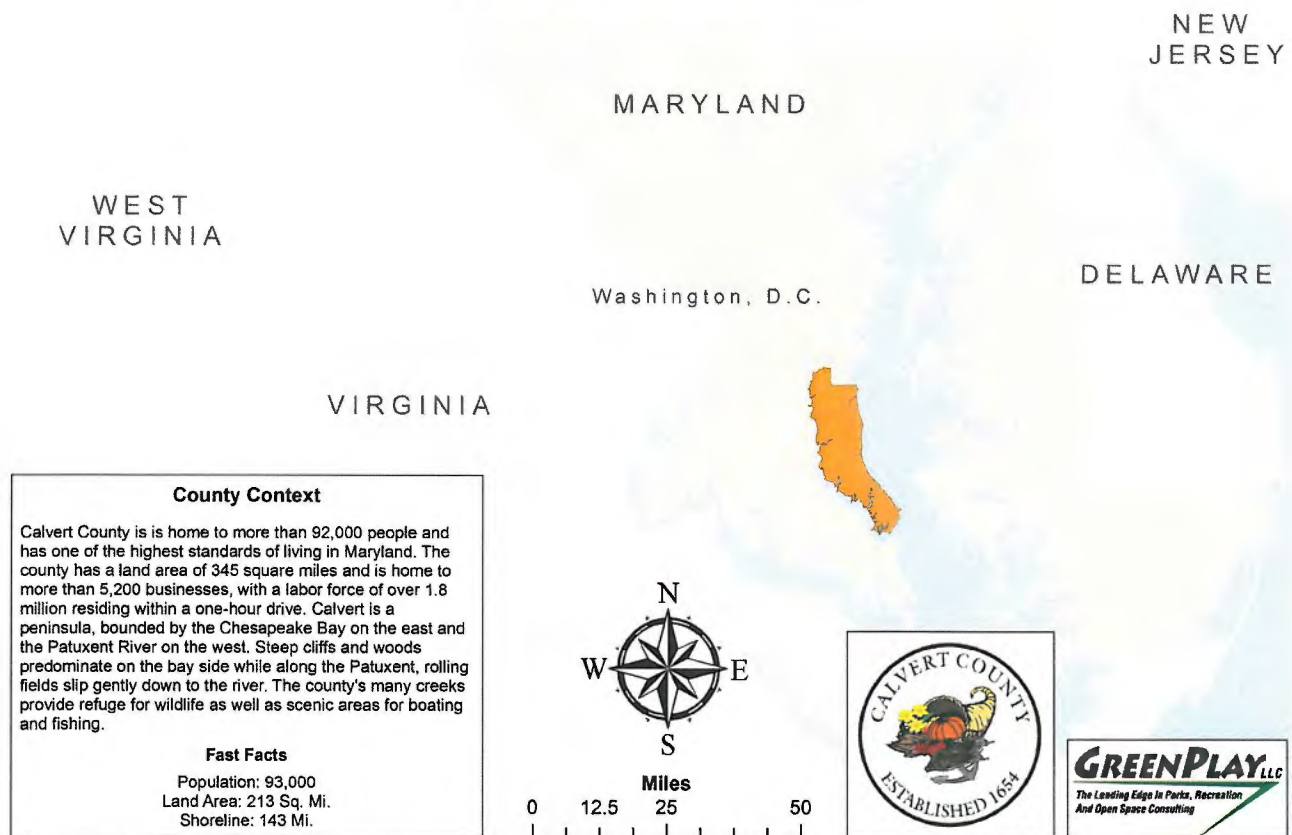 NEW
JERSEY
MARYLAND
WEST
VIRGINIA
DELAWARE
Washington, D.C.
VIRGINIA
County Context
Calvert County is is home to more than 92,000 people and
has one of the highest standards of living in Maryland. The
county has a land area of 345 square miles and is home to
more than 5,200 businesses, with a labor force of over 1.8
million residing within a one-hour drive. Calvert is a
peninsula, bounded by the Chesapeake Bay on the east and
the Patuxent River on the west. Steep cliffs and woods
predominate on the bay side while along the Patuxent, rolling
fields slip gently down to the river. The county's many creeks
provide refuge for wildlife as well as scenic areas for boating
and fishing.
Fast Facts
Population: 93,000
Land Area: 213 Sq. Mi.
Shoreline: 143 Mi.
N
W E
S
Miles
0 12.5 25 50
CALVERT COUNTY
ESTABLISHED 1654
GREENPLAY LLC
The Leading Edge In Parks, Recreation
And Open Space Consulting